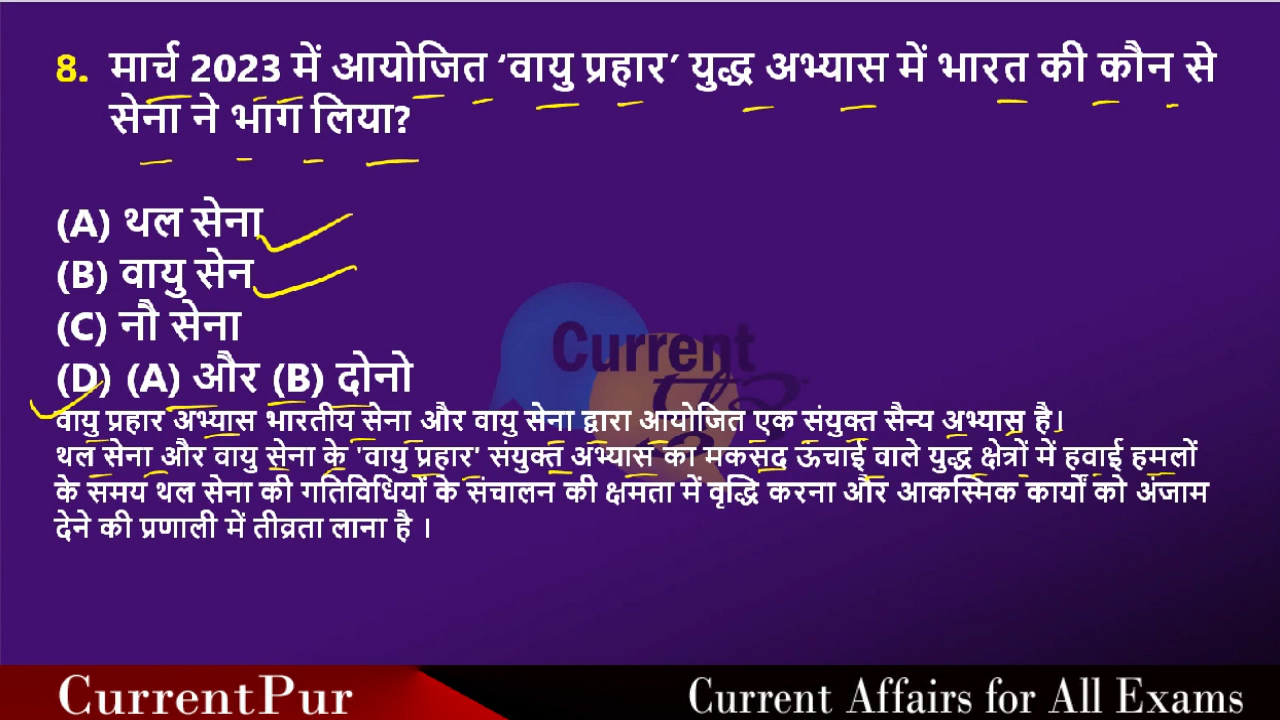 8. मार्च 2023 में आयोजित ‘वायु प्रहार’ युद्ध अभ्यास में भारत की कौन से
सेना ने भाग लिया?
(A) थल सेना
(B) वायु सेन
(C) नौ सेना
(D) (A) और (B) दोनो
वायु प्रहार अभ्यास भारतीय सेना और वायु सेना द्वारा आयोजित एक संयुक्त सैन्य अभ्यास है।
थल सेना और वायु सेना के 'वायु प्रहार' संयुक्त अभ्यास का मकसद ऊंचाई वाले युद्ध क्षेत्रों में हवाई हमलों
के समय थल सेना की गतिविधियों के संचालन की क्षमता में वृद्धि करना और आकस्मिक कार्यों को अंजाम
देने की प्रणाली में तीव्रता लाना है ।
Current
CurrentPur
Current Affairs for All Exams